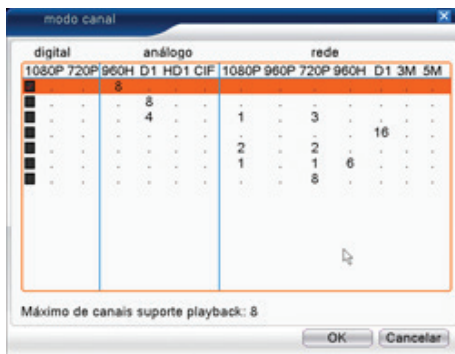 modo canal
digital análogo rede
1080P 720P 960H D1 HD1 CIF 1080P 960P 720P 960H D1 3M 5M
. . 8 . . . . . . . . . .
. . . 8 . . . . . . . . .
. . . 4 . . 1 . 3 . . . .
. . . . . . . . . . 16 . .
. . . . . . 2 . 2 . . . .
. . . . . . 1 . 1 6 . . .
. . . . . . . . 8 . . . .
Máximo de canais suporte playback: 8
OK Cancelar